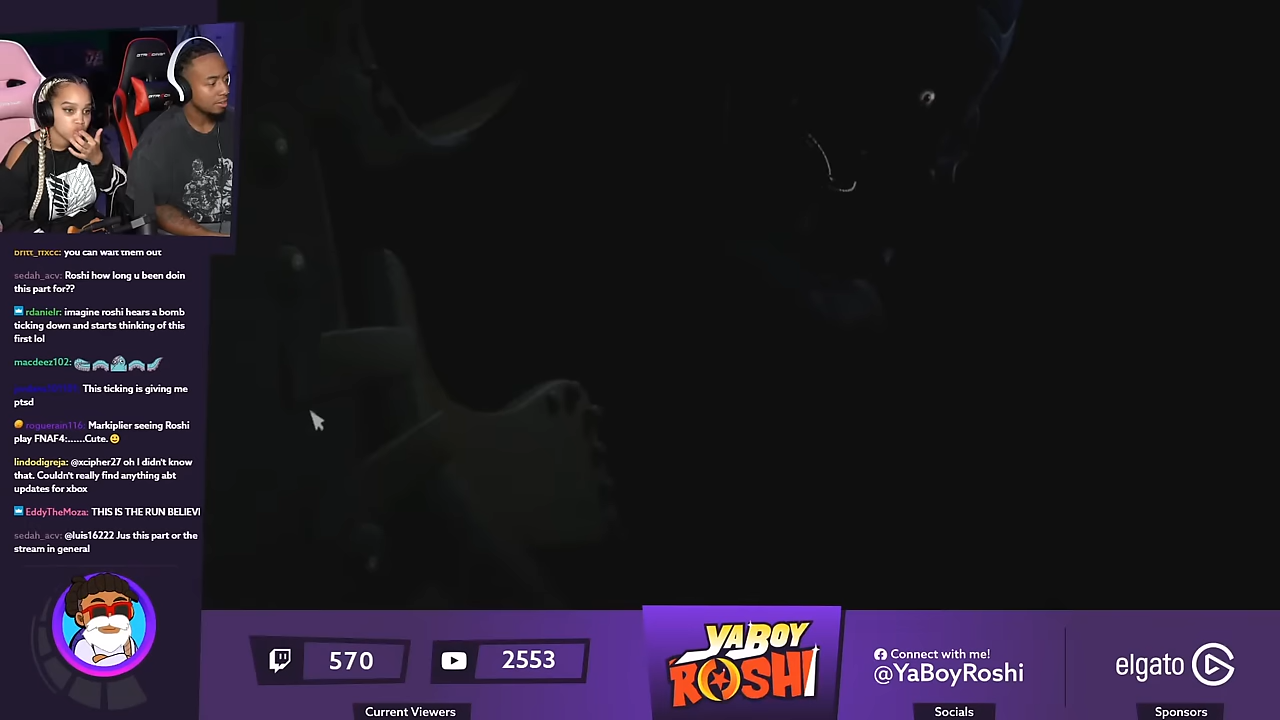 britt_nxcc: you can wait them out
sedah_acv: Roshi how long u been doin
this part for??
rdanielr: imagine roshi hears a bomb
ticking down and starts thinking of this
first lol
macdeez102:
This ticking is giving me
ptsd
roguerain116: Markiplier seeing Roshi
play FNAF4:......Cute.
lindodigreja: @xcipher27 oh I didn't know
that. Couldn't really find anything abt
updates for xbox
EddyTheMoza: THIS IS THE RUN BELIEVE
sedah_acv: @luis16222 Jus this part or the
stream in general
570
2553
Current Viewers
YABOY
ROSHI
Connect with me!
@YaBoyRoshi
Socials
elgato
Sponsors